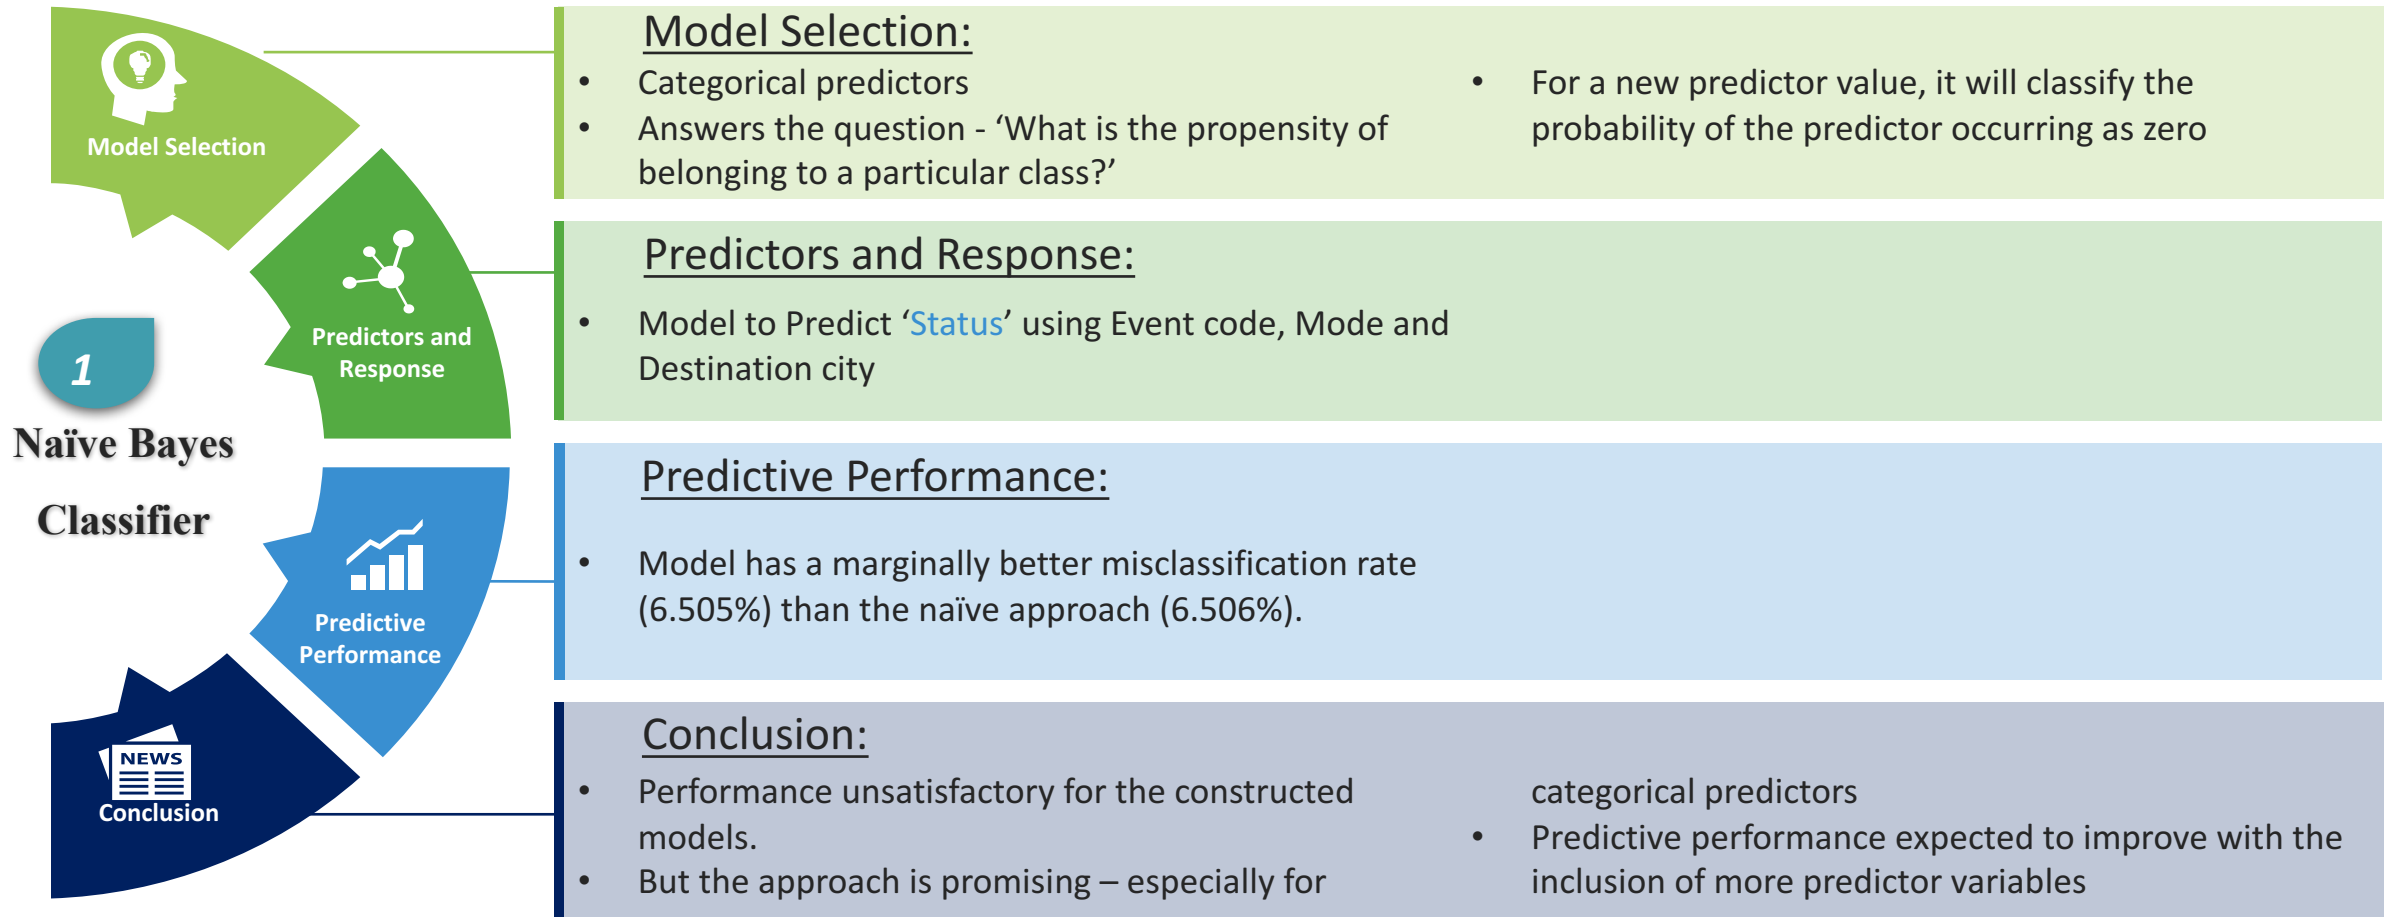 1
Naïve Bayes
Classifier
Model Selection
Predictors and
Response
Predictive
Performance
NEWS
Conclusion
Model Selection:
• Categorical predictors
• Answers the question - ‘What is the propensity of
belonging to a particular class?’
• For a new predictor value, it will classify the
probability of the predictor occurring as zero
Predictors and Response:
• Model to Predict ‘Status’ using Event code, Mode and
Destination city
Predictive Performance:
• Model has a marginally better misclassification rate
(6.505%) than the naïve approach (6.506%).
Conclusion:
• Performance unsatisfactory for the constructed
models.
• But the approach is promising – especially for
categorical predictors
• Predictive performance expected to improve with the
inclusion of more predictor variables